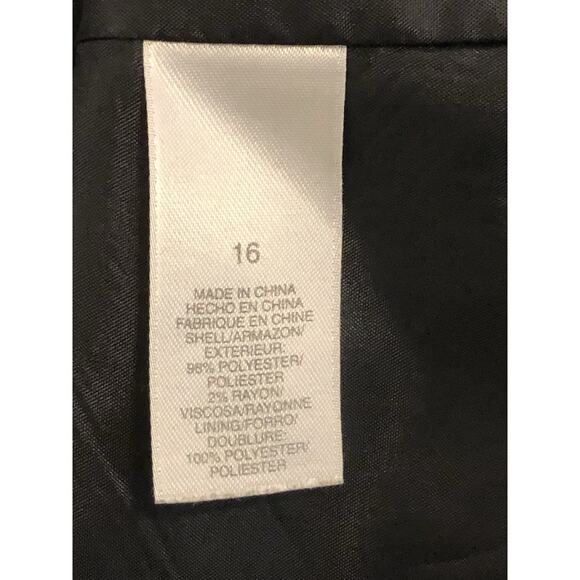 16
MADE IN CHINA
HECHO EN CHINA
FABRIQUE EN CHINE
SHELL/ARMAZON/
EXTERIEUR:
98% POLYESTER/
POLIESTER
2% RAYON/
VISCOSA/RAYONNE
LINING/FORRO/
DOUBLURE:
100% POLYESTER/
POLIESTER